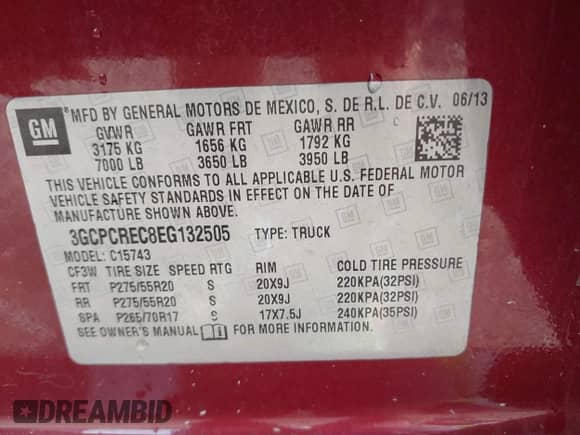 GM
MFD BY GENERAL MOTORS DE MEXICO, S. DE R.L. DE C.V. 06/13
GVWR GAWR FRT GAWR RR
3175 KG 1656 KG 1792 KG
7000 LB 3650 LB 3950 LB
THIS VEHICLE CONFORMS TO ALL APPLICABLE U.S. FEDERAL MOTOR
VEHICLE SAFETY STANDARDS IN EFFECT ON THE DATE OF
MANUFACTURE SHOWN ABOVE.
3GCPCREC8EG132505 TYPE: TRUCK
MODEL: C15743
CF3W TIRE SIZE SPEED RTG RIM COLD TIRE PRESSURE
FRT P275/55R20 S 20X9J 220KPA(32PSI)
RR P275/55R20 S 20X9J 220KPA(32PSI)
SPA P265/70R17 S 17X7.5J 240KPA(35PSI)
SEE OWNER'S MANUAL FOR MORE INFORMATION.
DREAMBID